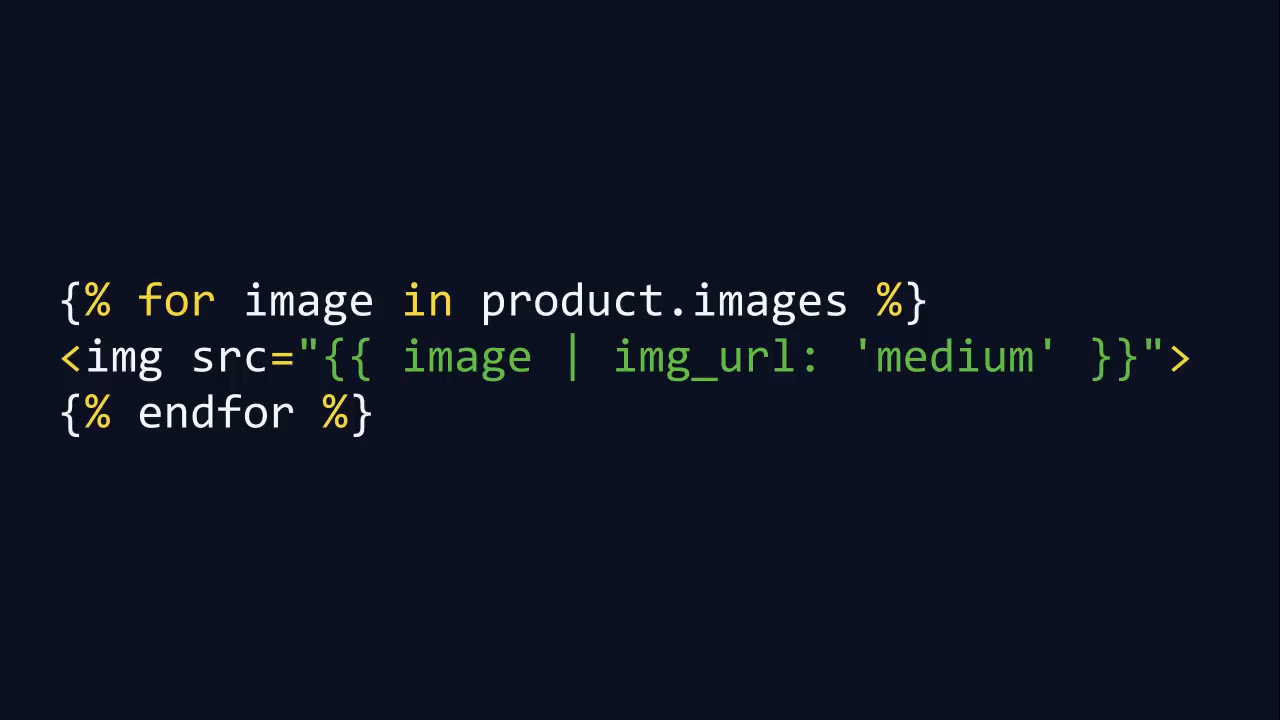 {% for image in product.images %}
<img src="{{ image | img_url: 'medium' }}">
{% endfor %}